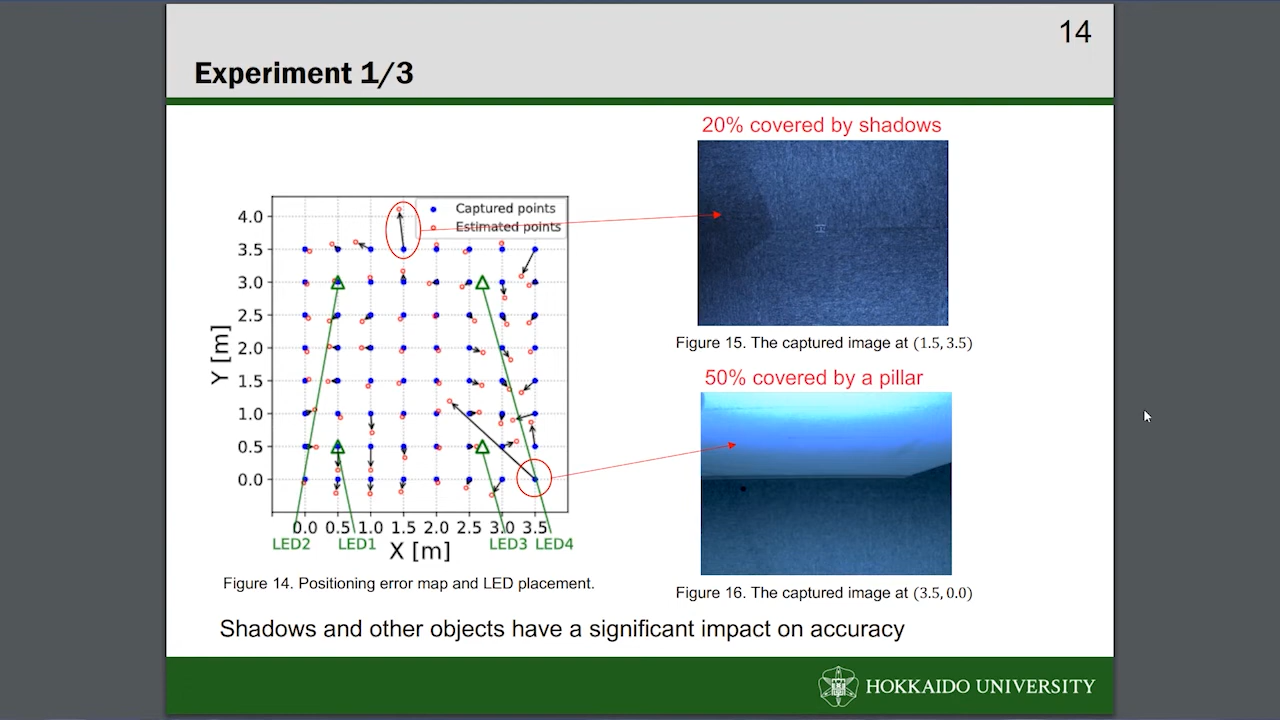 14
Experiment 1/3
20% covered by shadows
Captured points
Estimated points
4.0
3.5
3.0
2.5
2.0
1.5
1.0
0.5
0.0
Y [m]
0.0 0.5 1.0 1.5 2.0 2.5 3.0 3.5
LED2 LED1 LED3 LED4
X [m]
Figure 14. Positioning error map and LED placement.
Figure 15. The captured image at (1.5, 3.5)
50% covered by a pillar
Figure 16. The captured image at (3.5, 0.0)
Shadows and other objects have a significant impact on accuracy
HOKKAIDO UNIVERSITY